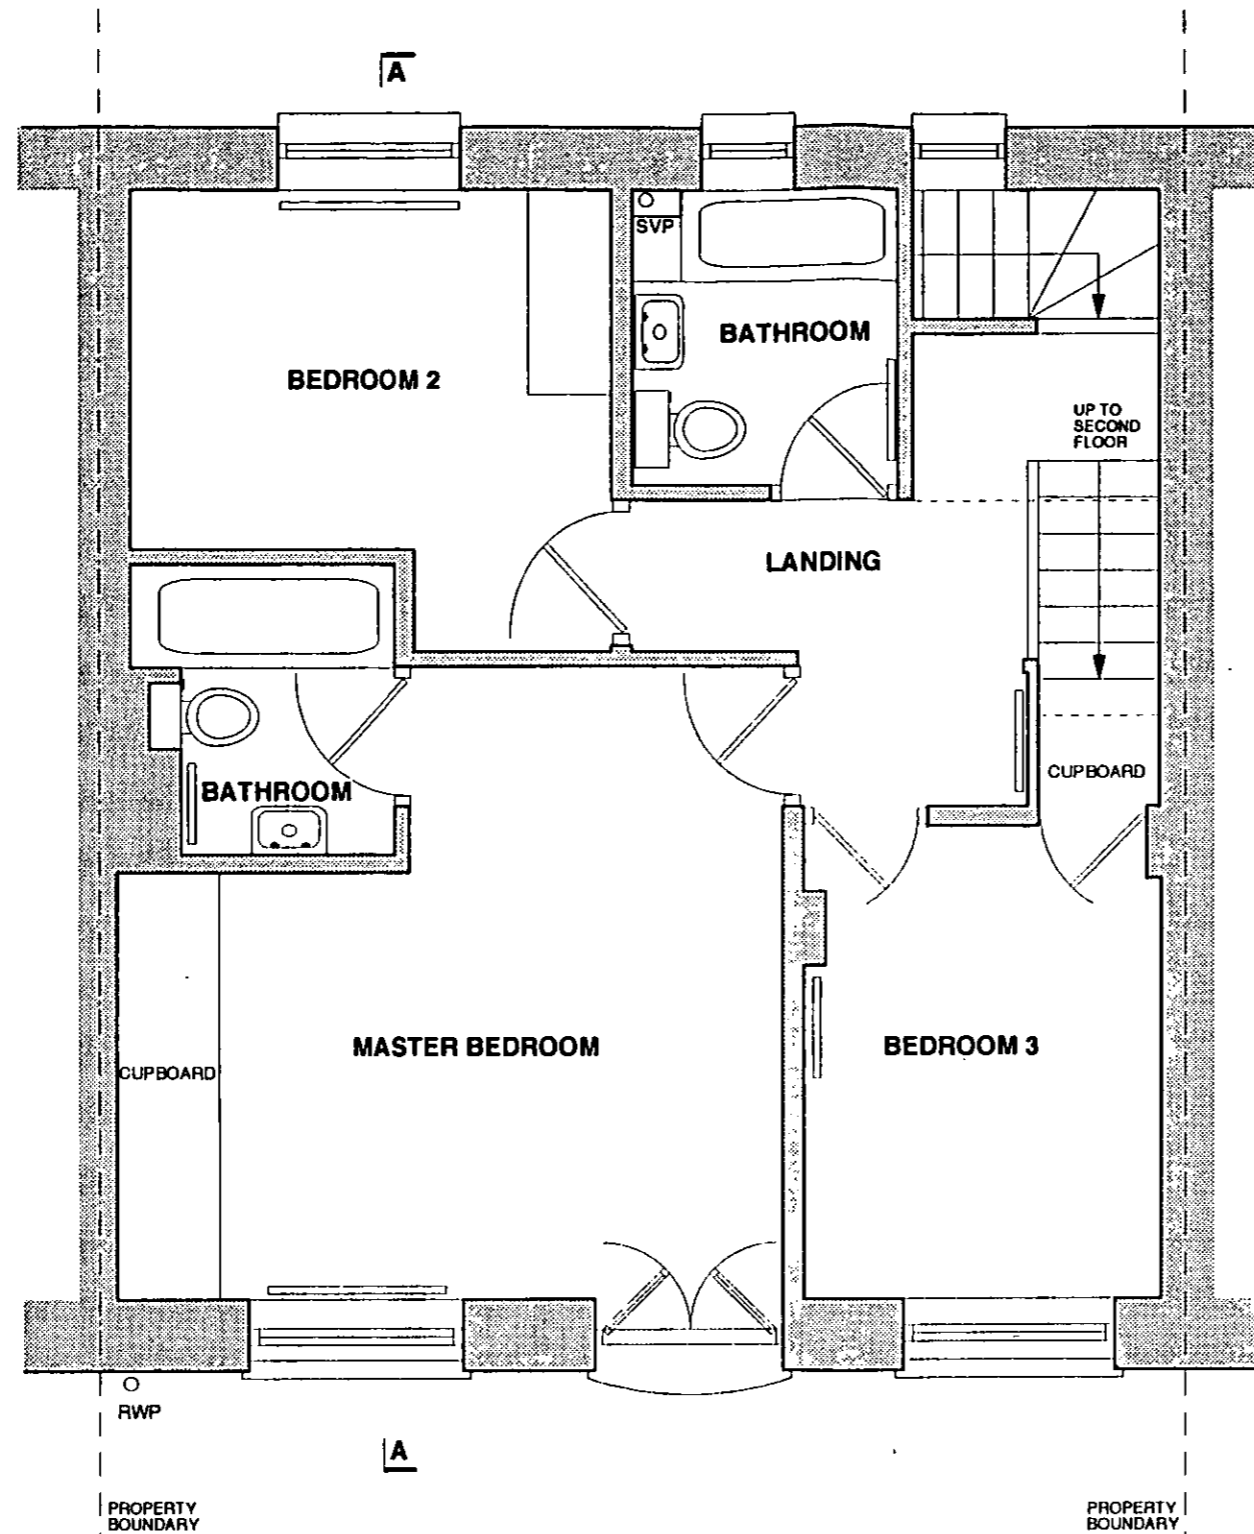 A
SVP
BATHROOM
BEDROOM 2
UP TO
SECOND
FLOOR
LANDING
CUPBOARD
BATHROOM
MASTER BEDROOM
BEDROOM 3
CUPBOARD
RWP
A
PROPERTY
BOUNDARY
PROPERTY
BOUNDARY